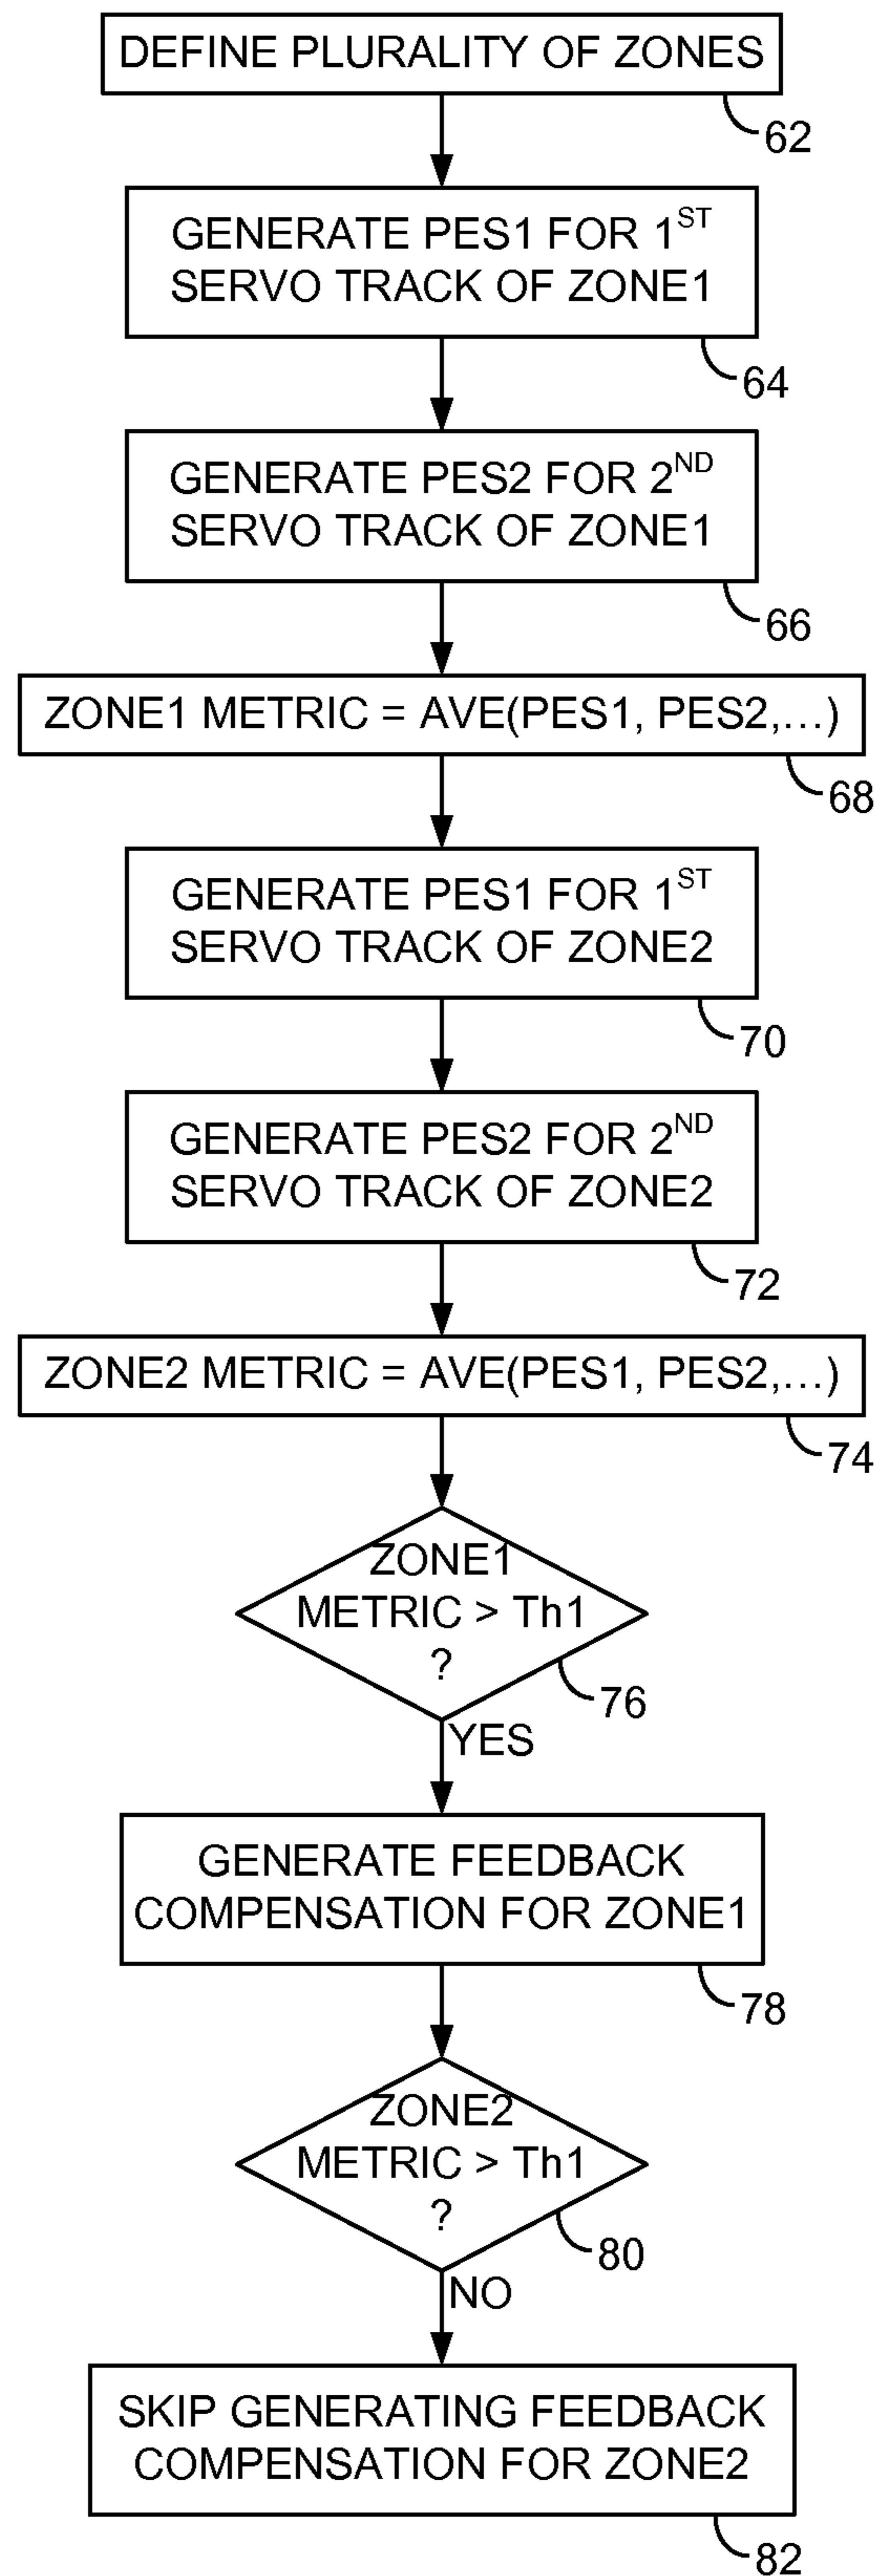 DEFINE PLURALITY OF ZONES
62
GENERATE PES1 FOR 1ST
SERVO TRACK OF ZONE1
64
GENERATE PES2 FOR 2ND
SERVO TRACK OF ZONE1
66
ZONE1 METRIC = AVE(PES1, PES2,...)
68
GENERATE PES1 FOR 1ST
SERVO TRACK OF ZONE2
70
GENERATE PES2 FOR 2ND
SERVO TRACK OF ZONE2
72
ZONE2 METRIC = AVE(PES1, PES2,...)
74
ZONE1
METRIC > Th1
?
76
YES
GENERATE FEEDBACK
COMPENSATION FOR ZONE1
78
ZONE2
METRIC > Th1
?
80
NO
SKIP GENERATING FEEDBACK
COMPENSATION FOR ZONE2
82